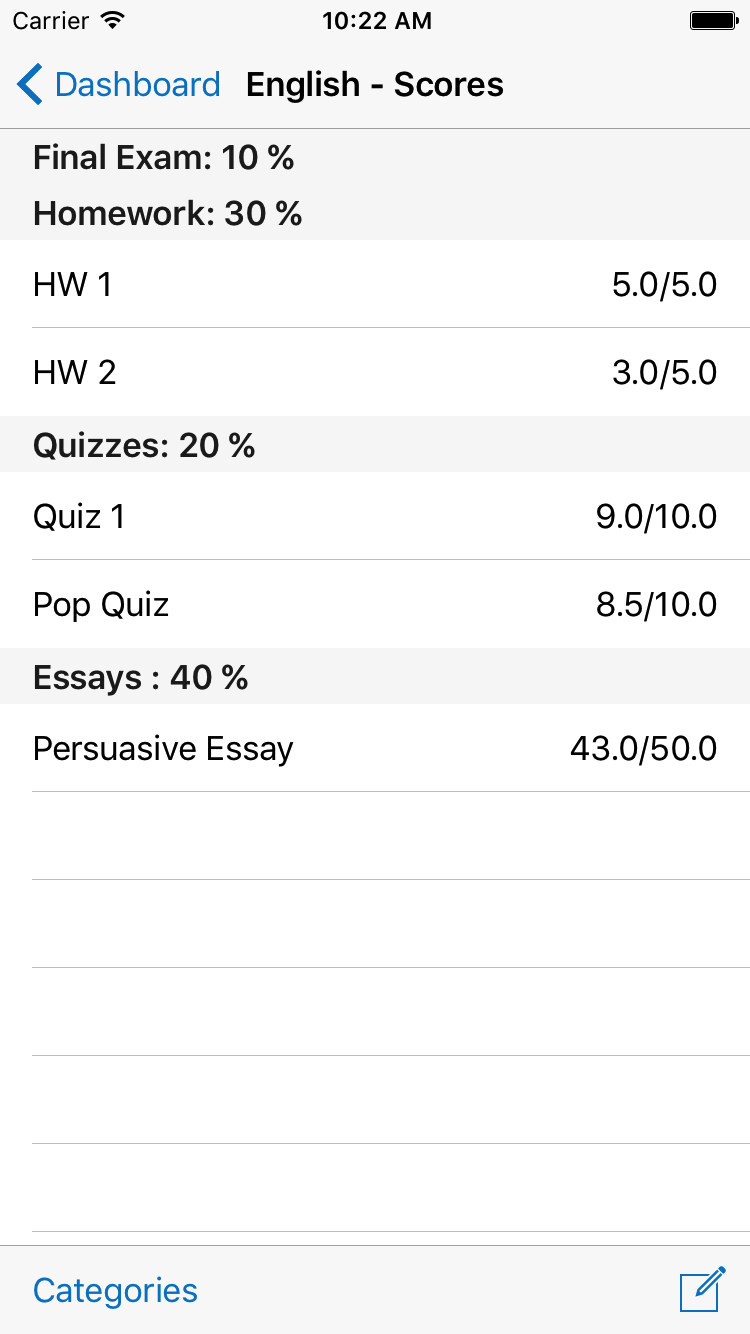 Carrier 10:22 AM
Dashboard English - Scores
Final Exam: 10 %
Homework: 30 %
HW 1 5.0/5.0
HW 2 3.0/5.0
Quizzes: 20 %
Quiz 1 9.0/10.0
Pop Quiz 8.5/10.0
Essays : 40 %
Persuasive Essay 43.0/50.0
Categories